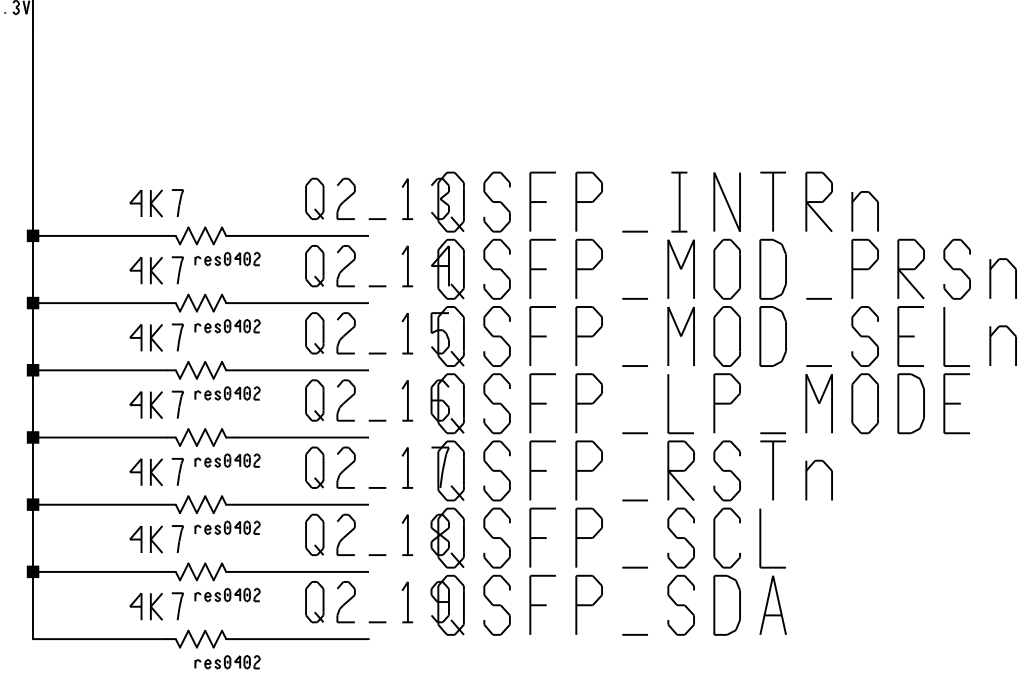 .3V
4K7 Q2_13 QSFP_INTRn
res0402
4K7 Q2_14 QSFP_MOD_PRSn
res0402
4K7 Q2_15 QSFP_MOD_SELn
res0402
4K7 Q2_16 QSFP_LP_MODE
res0402
4K7 Q2_17 QSFP_RSTn
res0402
4K7 Q2_18 QSFP_SCL
res0402
4K7 Q2_19 QSFP_SDA
res0402